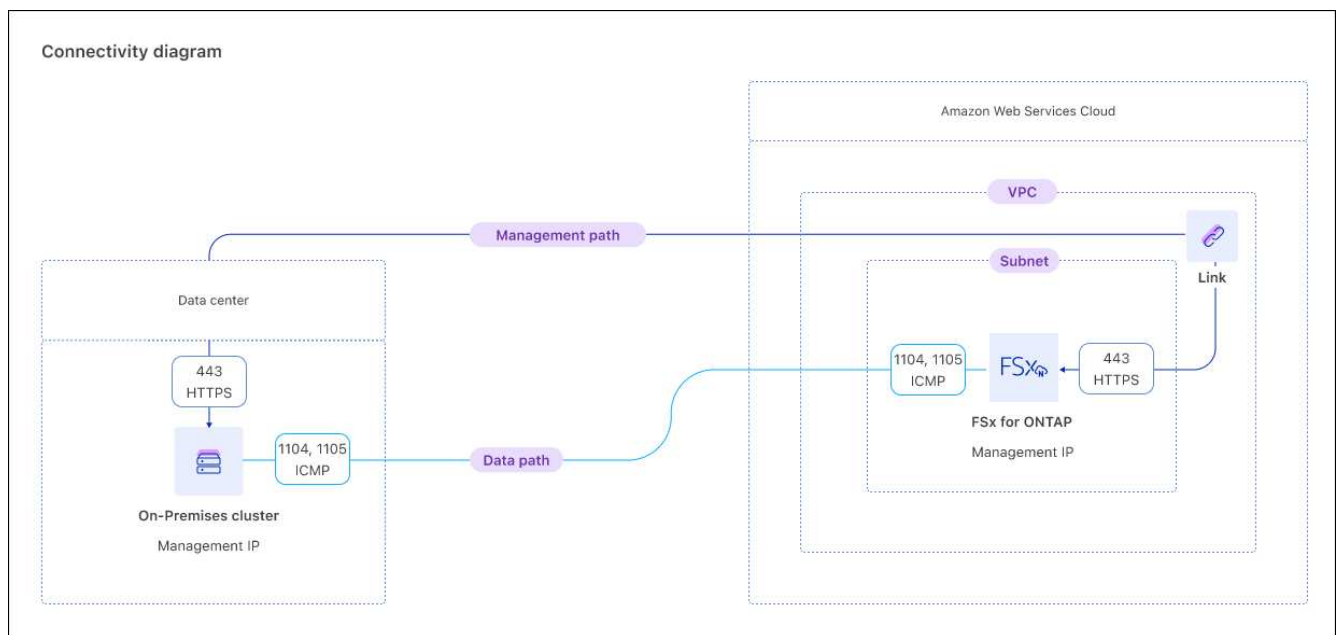 Connectivity diagram
Amazon Web Services Cloud
VPC
Management path
Subnet
Link
Data center
443
HTTPS
1104, 1105
ICMP
FSx
N
443
HTTPS
FSx for ONTAP
Management IP
1104, 1105
ICMP
Data path
On-Premises cluster
Management IP